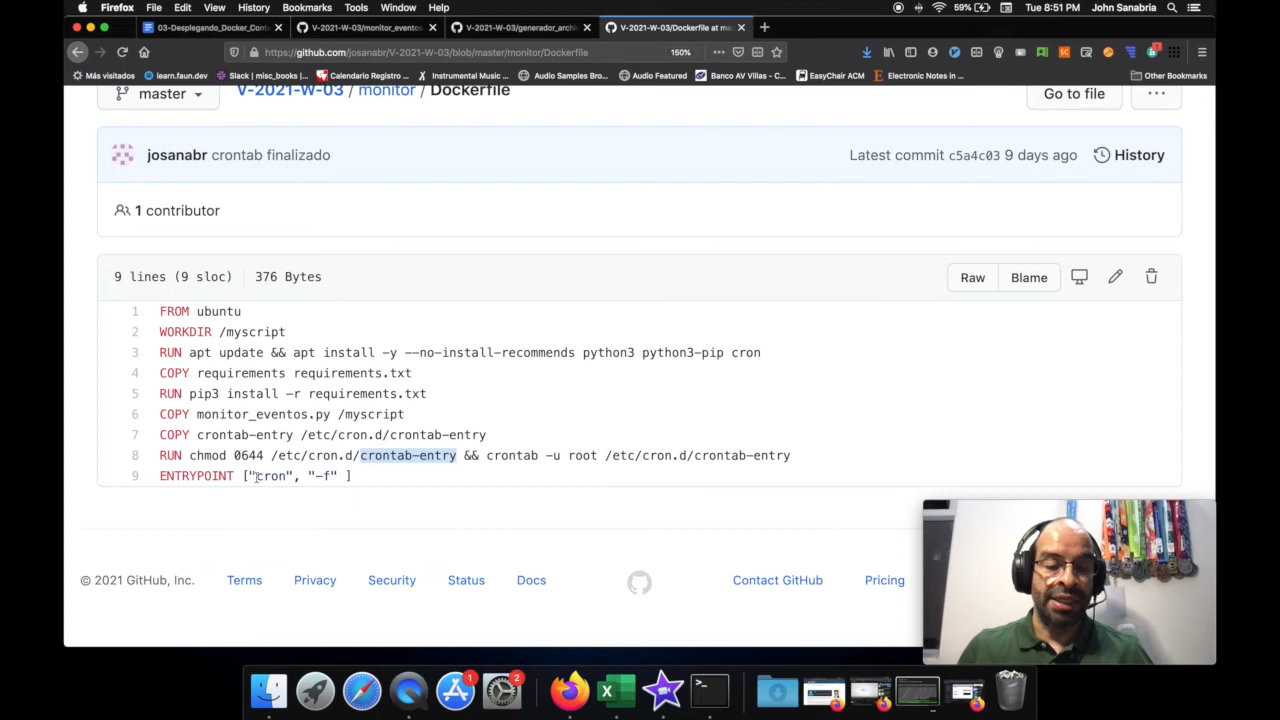 Firefox File Edit View History Bookmarks Tools Window Help 59% Tue 8:51 PM John Sanabria
03-Desplegando_Docker_Cont V-2021-W-03/monitor_evento V-2021-W-03/generador_archi V-2021-W-03/Dockerfile at ma
https://github.com/josanabr/V-2021-W-03/blob/master/monitor/Dockerfile 150%
Más visitados learn.faun.dev Slack | misc_books |... Calendario Registro ... Instrumental Music ... Audio Samples Bro... Audio Featured Banco AV Villas - C... EasyChair ACM Electronic Notes in ... Other Bookmarks
master V-2021-W-03 / monitor / Dockerfile Go to file ...
josanabr crontab finalizado Latest commit c5a4c03 9 days ago History
1 contributor
9 lines (9 sloc) 376 Bytes Raw Blame
1 FROM ubuntu
2 WORKDIR /myscript
3 RUN apt update && apt install -y --no-install-recommends python3 python3-pip cron
4 COPY requirements requirements.txt
5 RUN pip3 install -r requirements.txt
6 COPY monitor_eventos.py /myscript
7 COPY crontab-entry /etc/cron.d/crontab-entry
8 RUN chmod 0644 /etc/cron.d/crontab-entry && crontab -u root /etc/cron.d/crontab-entry
9 ENTRYPOINT ["cron", "-f" ]
© 2021 GitHub, Inc. Terms Privacy Security Status Docs Contact GitHub Pricing
1 2